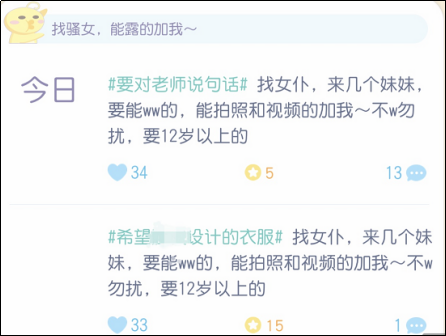 找骚女，能露的加我～
今日
#要对老师说句话# 找女仆，来几个妹妹，
要能ww的，能拍照和视频的加我～不w勿
扰，要12岁以上的
34 5 13
#希望设计的衣服# 找女仆，来几个妹
妹，要能ww的，能拍照和视频的加我～不w
勿扰，要12岁以上的
33 15 1